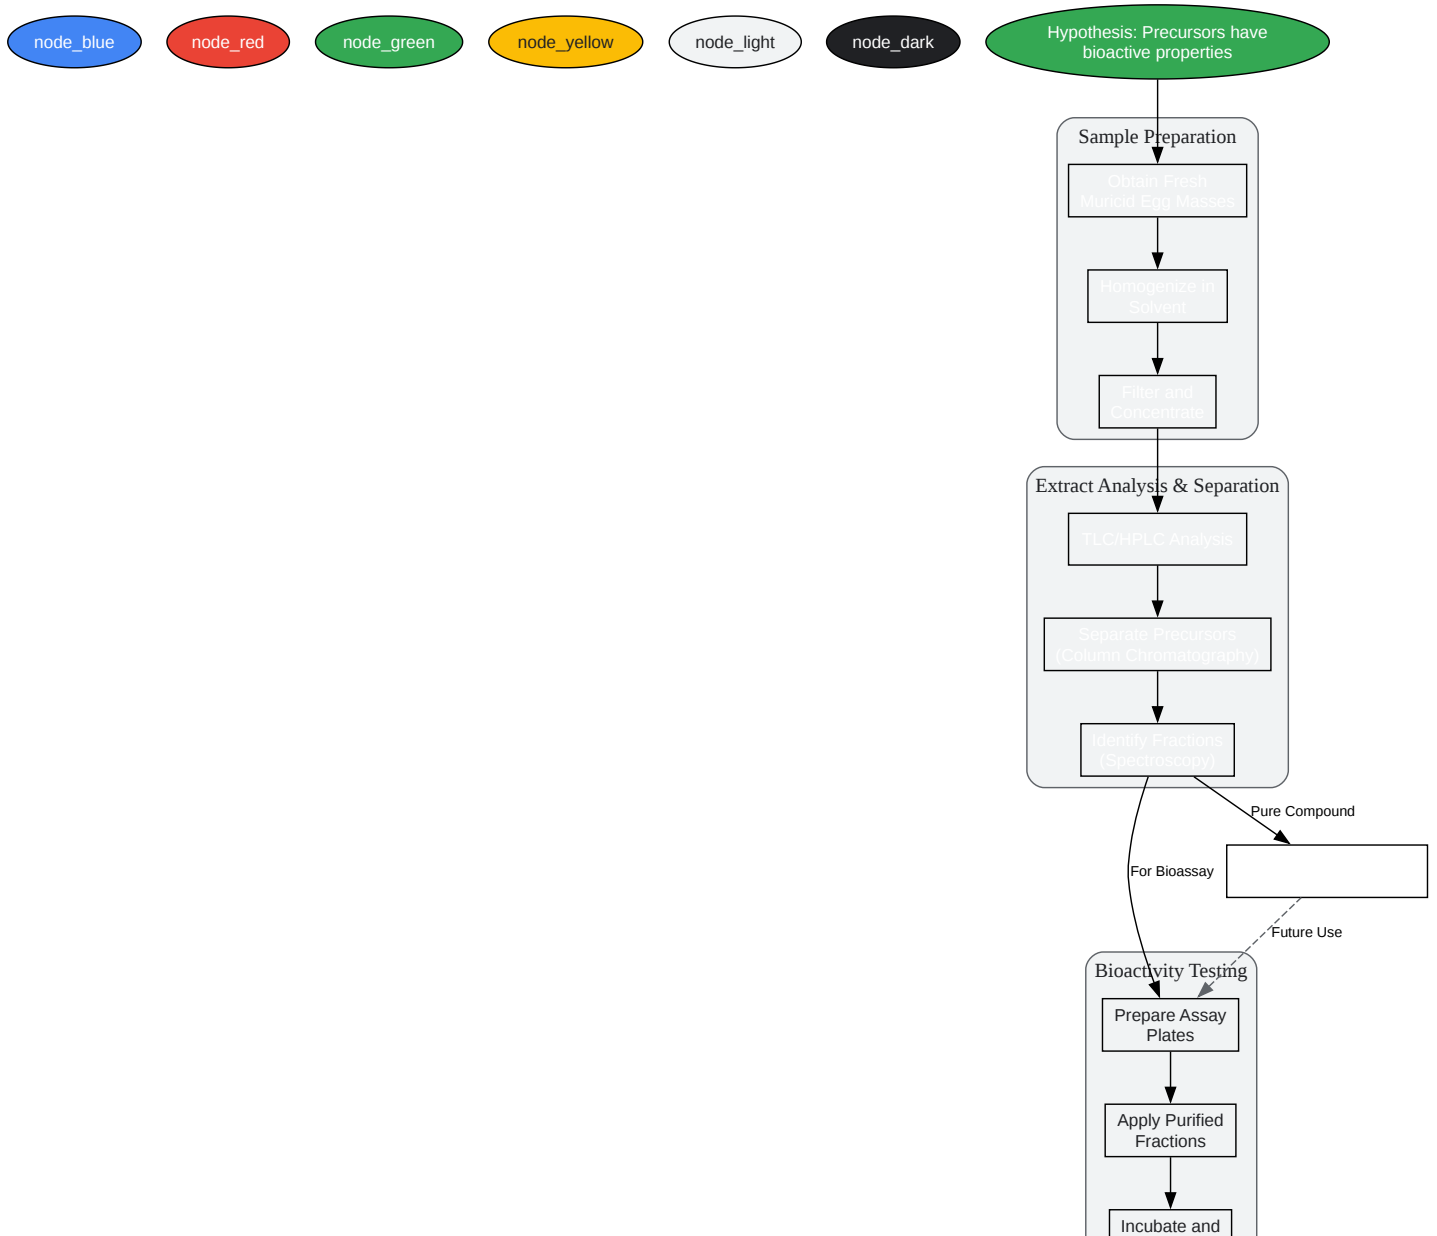 node_blue
node_red
node_green
node_yellow
node_light
node_dark
Hypothesis: Precursors have
bioactive properties
Sample Preparation
Obtain Fresh
Muricid Egg Masses
Homogenize in
Solvent
Filter and
Concentrate
Extract Analysis & Separation
TLC/HPLC Analysis
Separate Precursors
(Column Chromatography)
Identify Fractions
(Spectroscopy)
Pure Compound
For Bioassay
Future Use
Bioactivity Testing
Prepare Assay
Plates
Apply Purified
Fractions
Incubate and